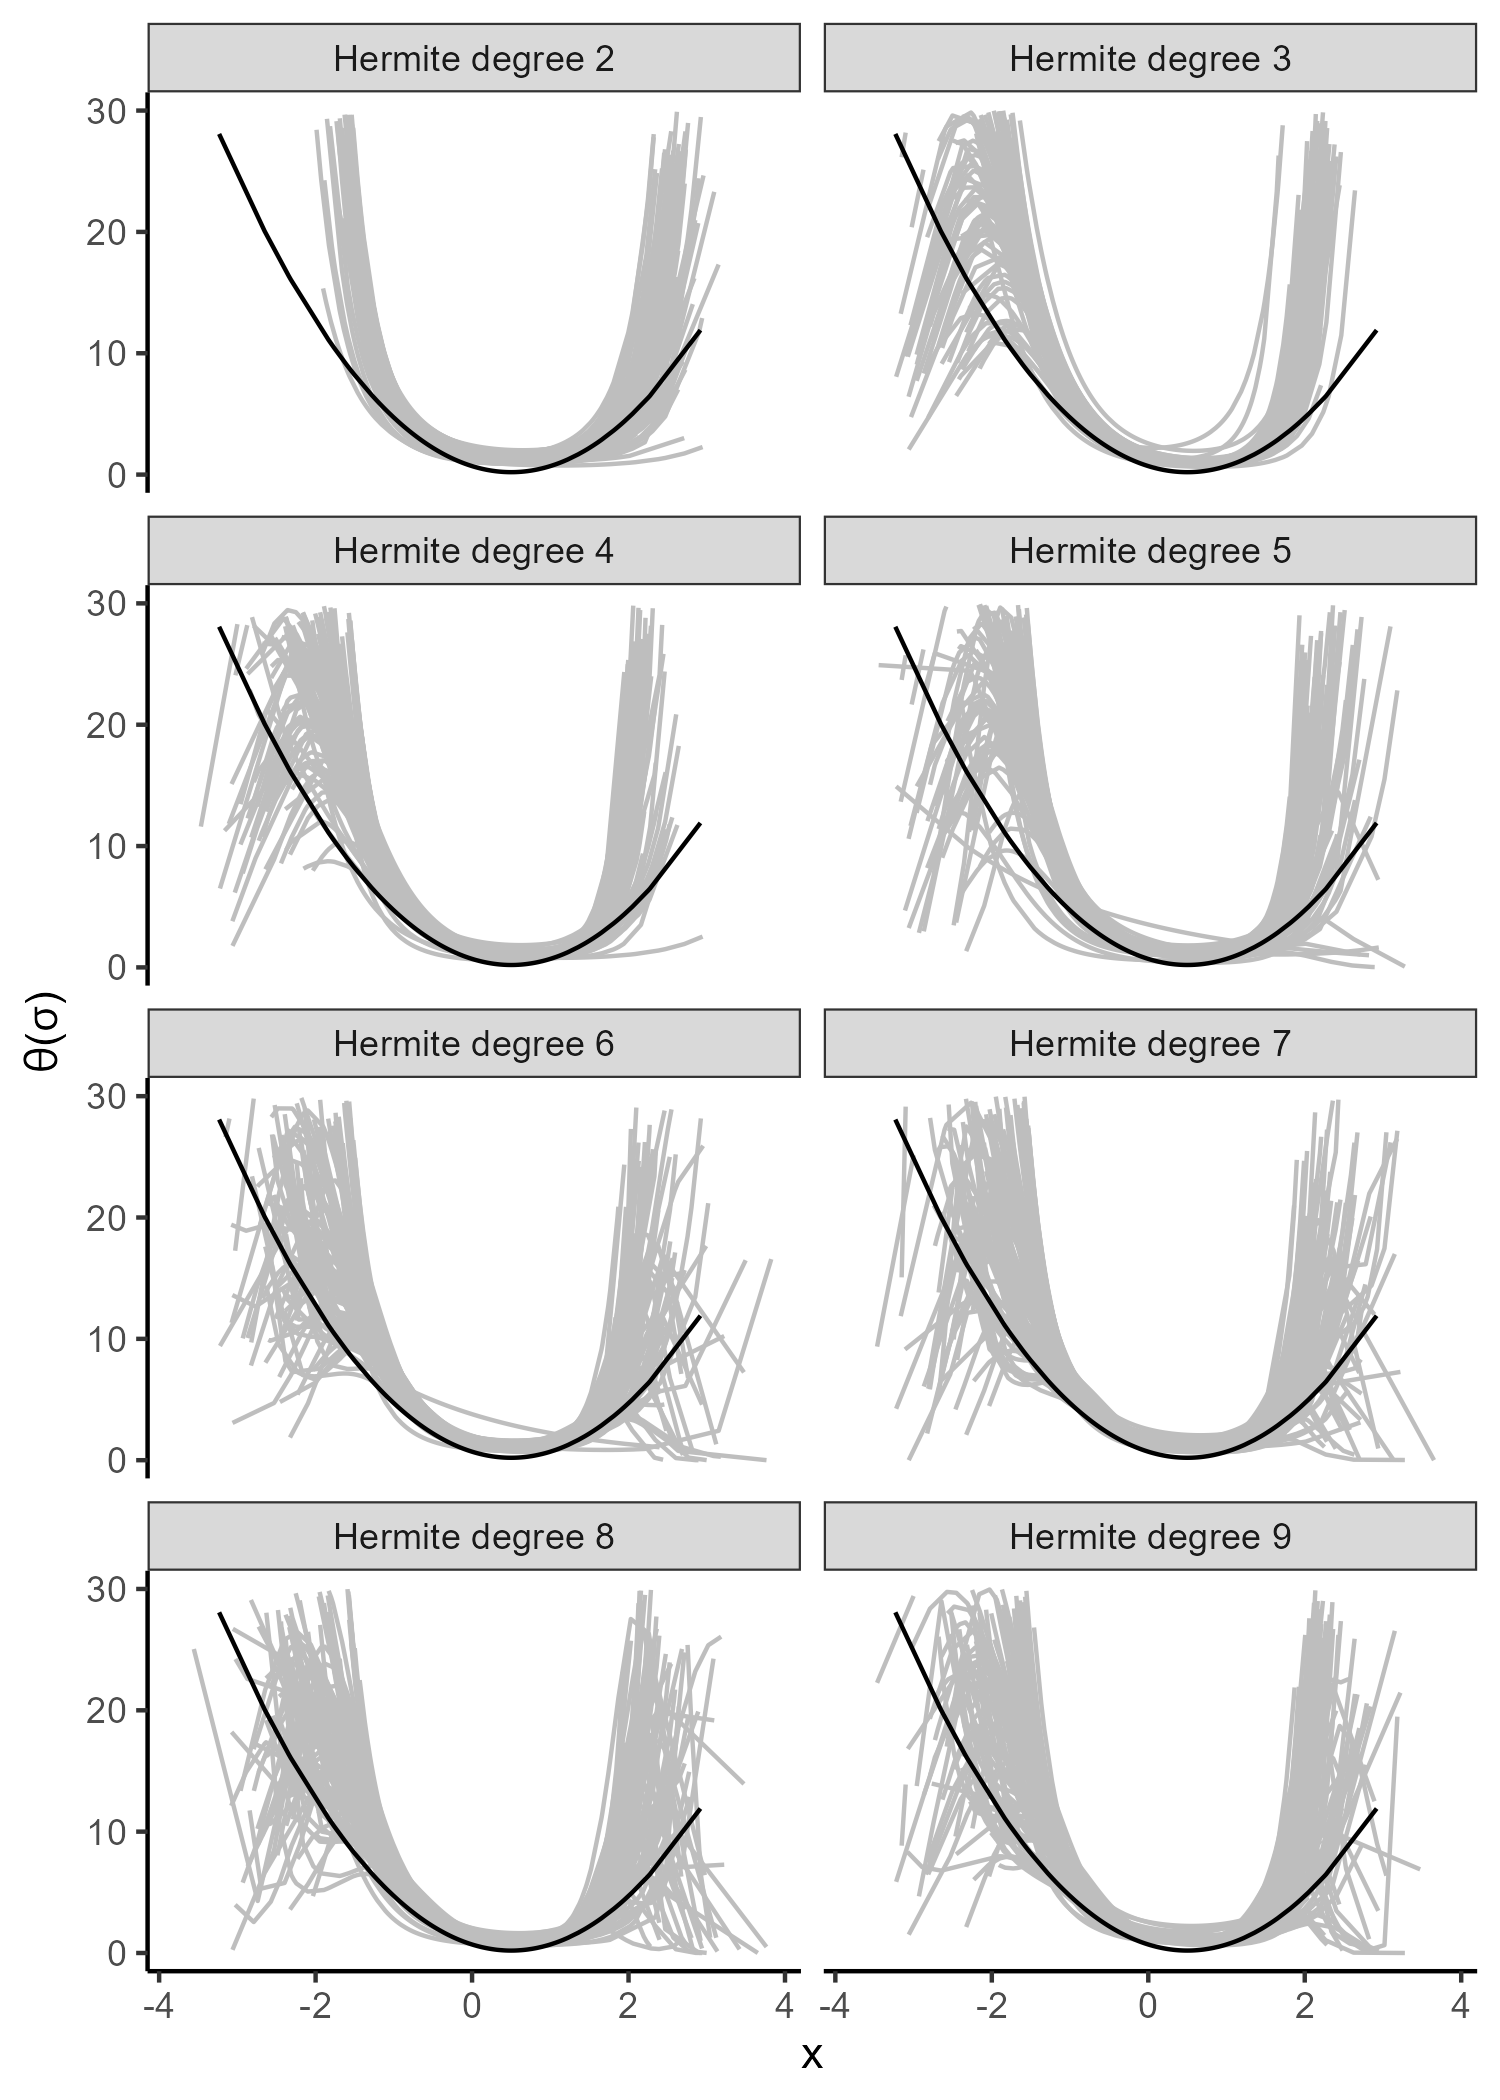 Hermite degree 2
Hermite degree 3
30
20
10
0
Hermite degree 4
Hermite degree 5
30
20
10
0
θ(σ)
Hermite degree 6
Hermite degree 7
30
20
10
0
Hermite degree 8
Hermite degree 9
30
20
10
0
-4 -2 0 2 4 -4 -2 0 2 4
x